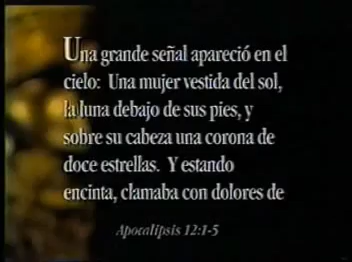 Una grande señal apareció en el
cielo: Una mujer vestida del sol,
la luna debajo de sus pies, y
sobre su cabeza una corona de
doce estrellas. Y estando
encinta, clamaba con dolores de
Apocalipsis 12:1-5